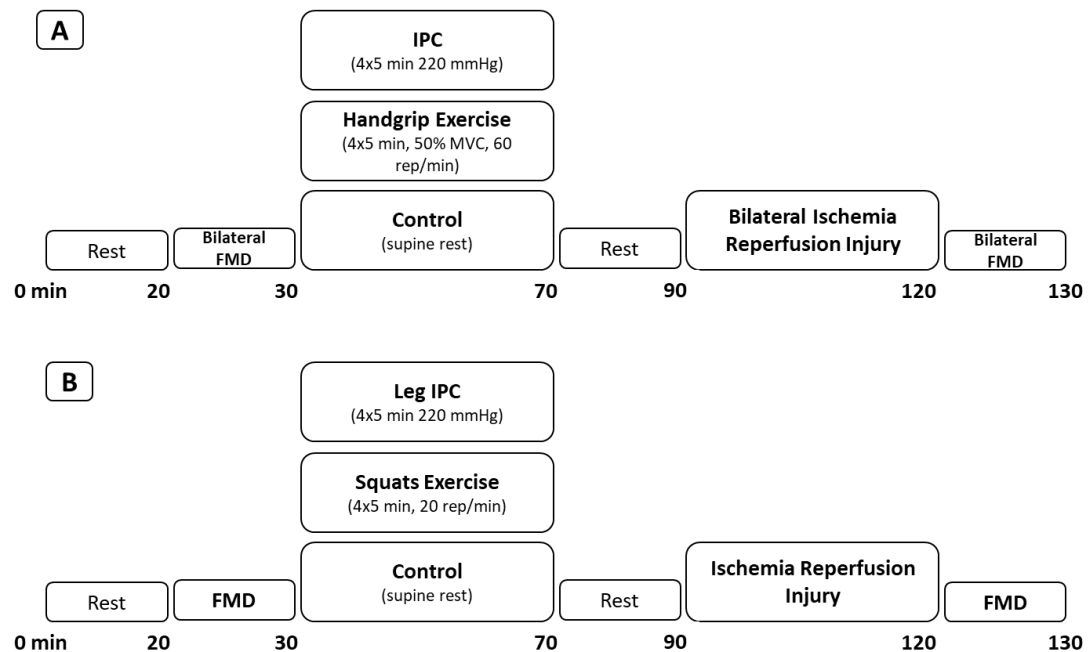 A
IPC
(4x5 min 220 mmHg)
Handgrip Exercise
(4x5 min, 50% MVC, 60
rep/min)
Control
(supine rest)
Rest
Bilateral
FMD
Rest
Bilateral Ischemia
Reperfusion Injury
Bilateral
FMD
0 min 20 30 70 90 120 130
B
Leg IPC
(4x5 min 220 mmHg)
Squats Exercise
(4x5 min, 20 rep/min)
Control
(supine rest)
Rest
FMD
Rest
Ischemia Reperfusion
Injury
FMD
0 min 20 30 70 90 120 130